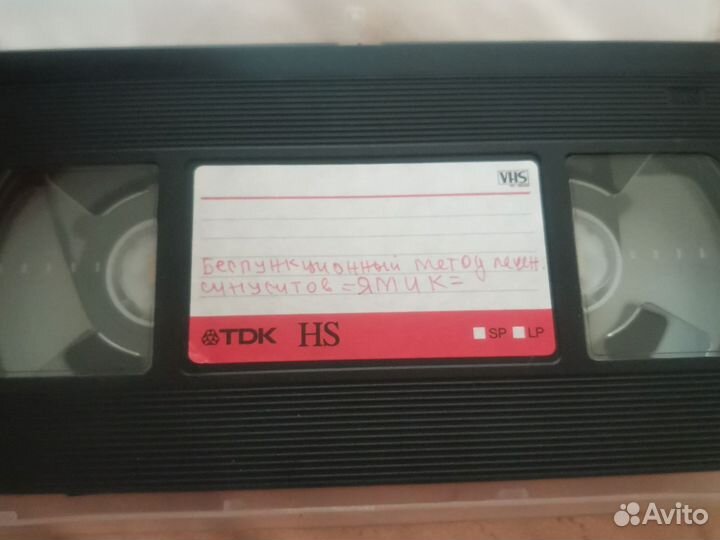 VHS
Беспункционный метод лечен.
синуситов =ЯМИК=
TDK HS SP LP
Avito